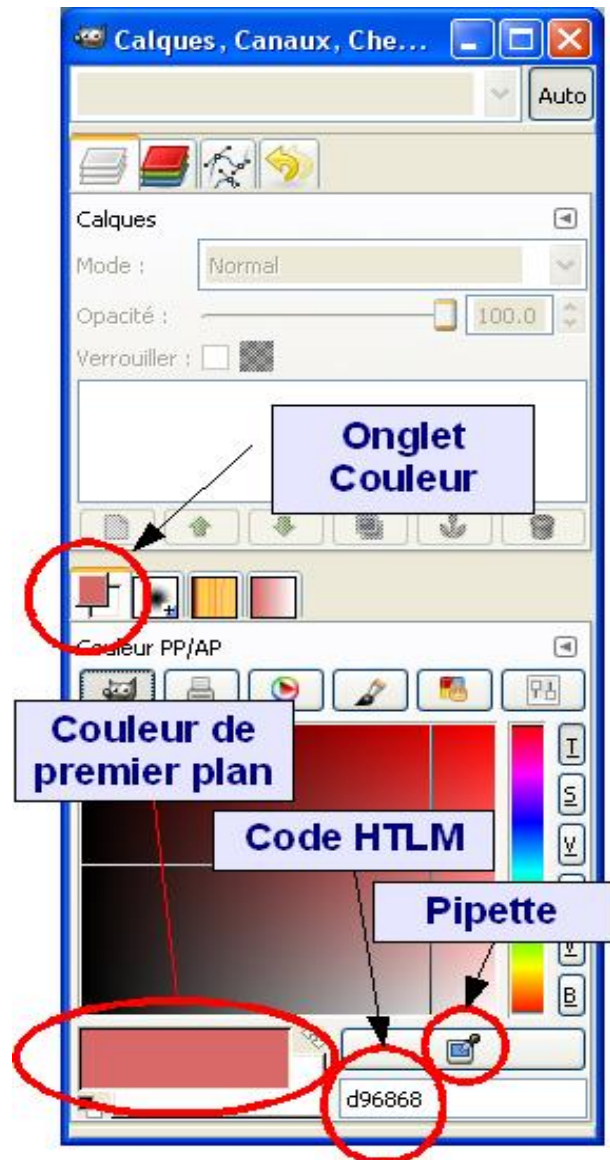 Calques, Canaux, Che...
Auto
Calques
Mode :
Normal
Opacité :
100.0
Verrouiller :
Onglet
Couleur
Couleur PP/AP
Couleur de
premier plan
T
S
V
Code HTLM
Pipette
V
B
d96868